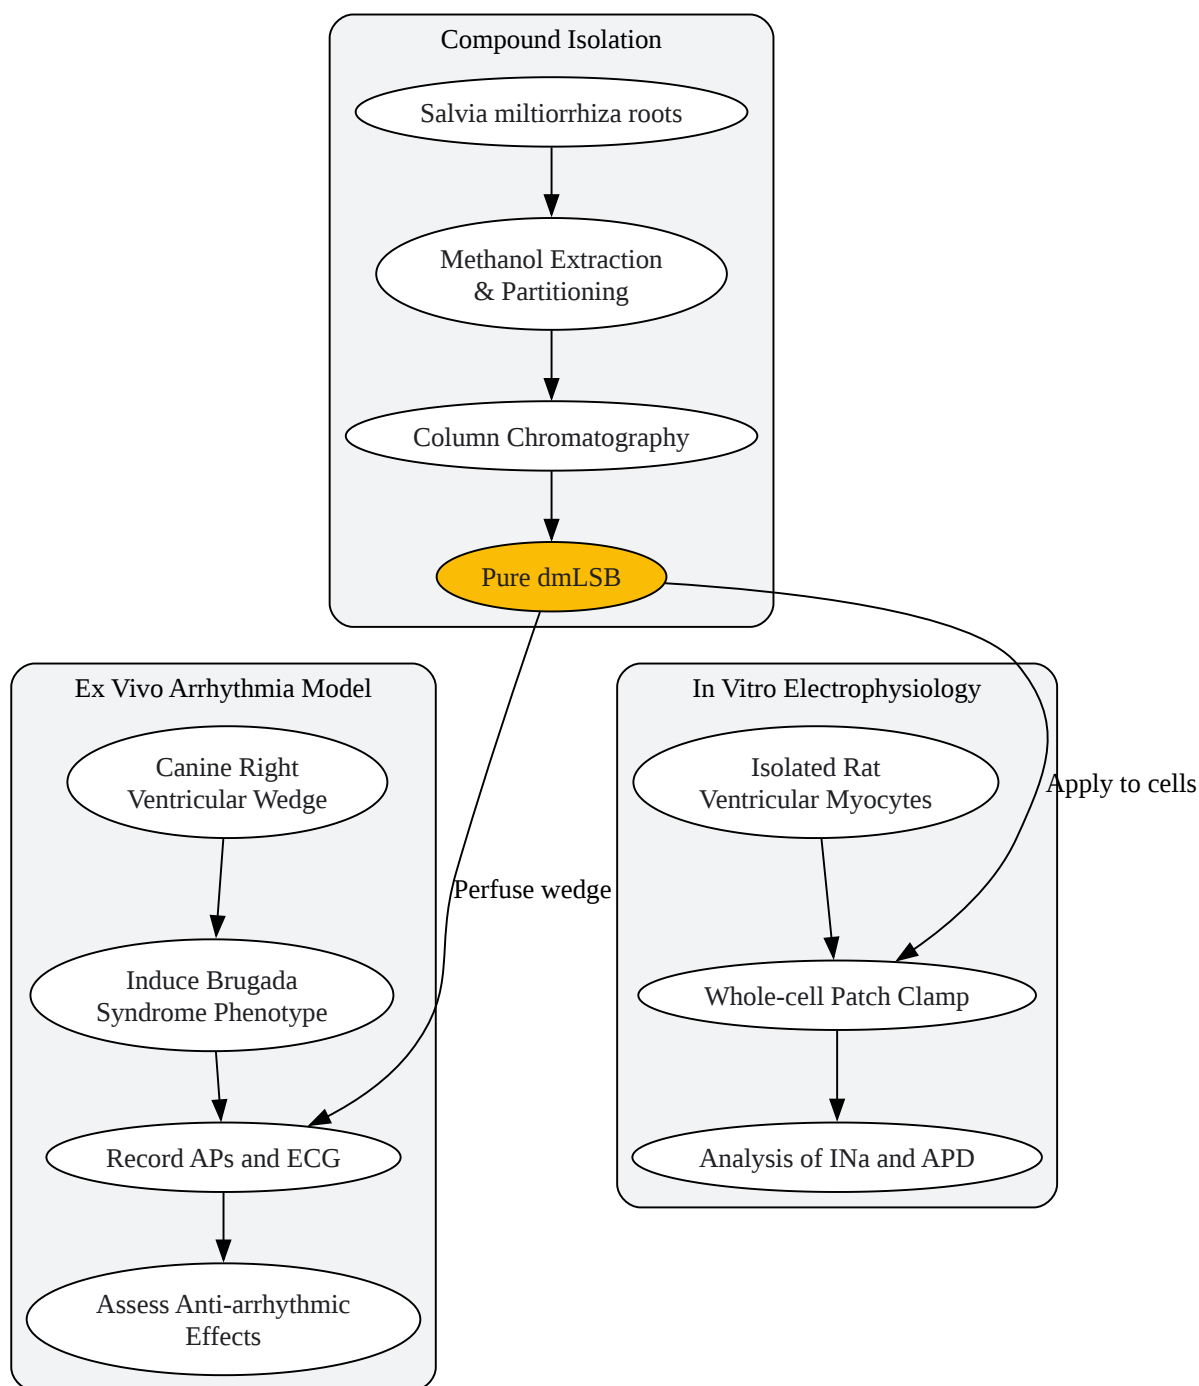 Compound Isolation
Salvia miltiorrhiza roots
Methanol Extraction
& Partitioning
Column Chromatography
Pure dmLSB
Ex Vivo Arrhythmia Model
Canine Right
Ventricular Wedge
Perfuse wedge
Induce Brugada
Syndrome Phenotype
Record APs and ECG
Assess Anti-arrhythmic
Effects
In Vitro Electrophysiology
Isolated Rat
Ventricular Myocytes
Apply to cells
Whole-cell Patch Clamp
Analysis of INa and APD